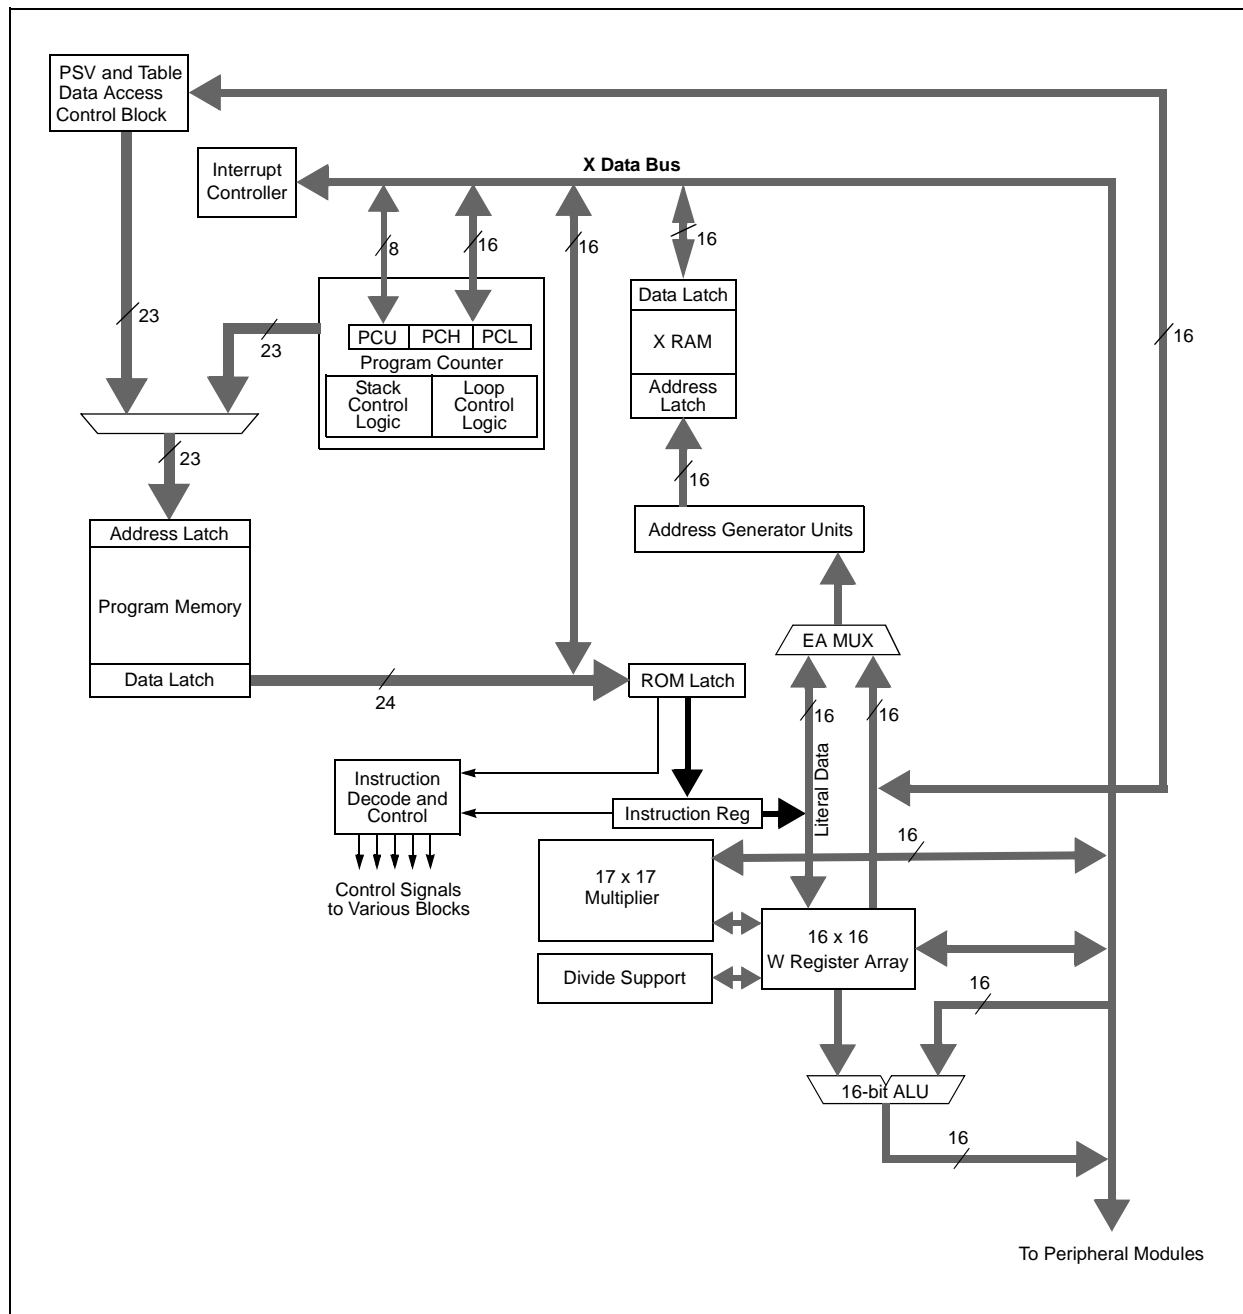 PSV and Table
Data Access
Control Block
Interrupt
Controller
X Data Bus
8
16
16
16
23
23
16
PCU
PCH
PCL
Program Counter
Stack
Control
Logic
Loop
Control
Logic
Data Latch
X RAM
Address
Latch
23
16
Address Latch
Program Memory
Data Latch
Address Generator Units
EA MUX
24
ROM Latch
16
16
Literal Data
Instruction
Decode and
Control
Instruction Reg
Control Signals
to Various Blocks
17 x 17
Multiplier
16
16 x 16
W Register Array
Divide Support
16
16-bit ALU
16
To Peripheral Modules